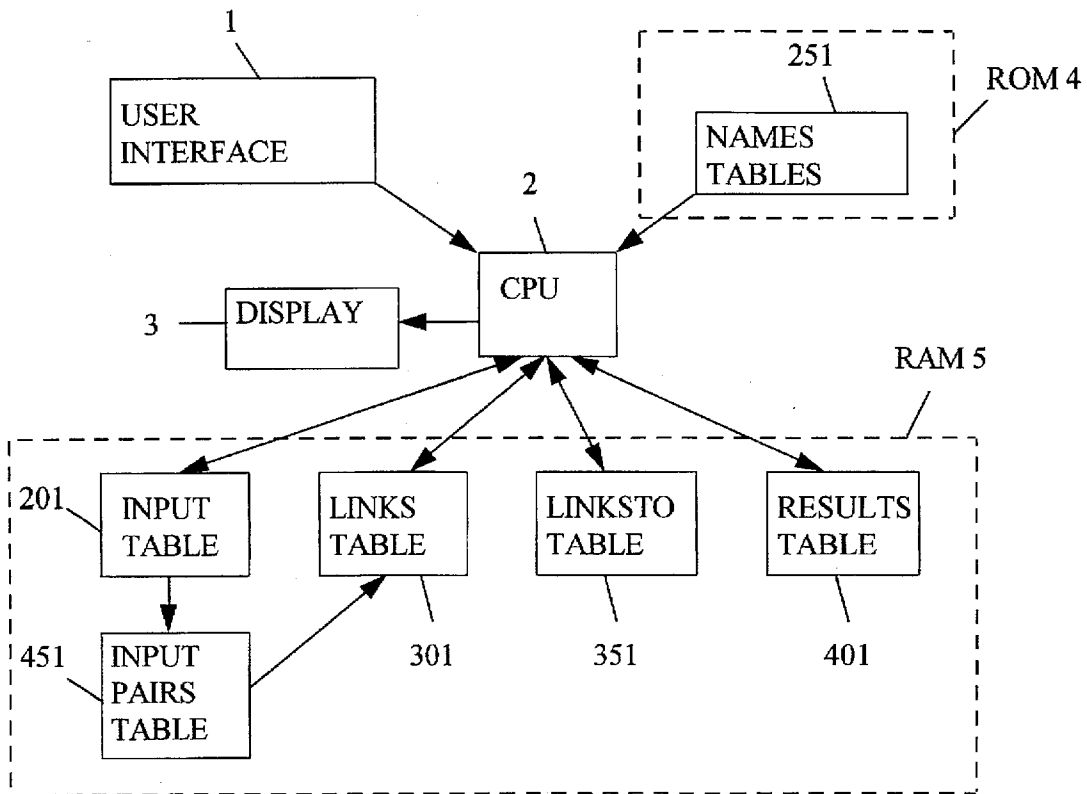 1
251
ROM 4
USER
INTERFACE
NAMES
TABLES
2
CPU
3
DISPLAY
RAM 5
201
INPUT
TABLE
LINKS
TABLE
LINKSTO
TABLE
RESULTS
TABLE
451
INPUT
PAIRS
TABLE
301
351
401